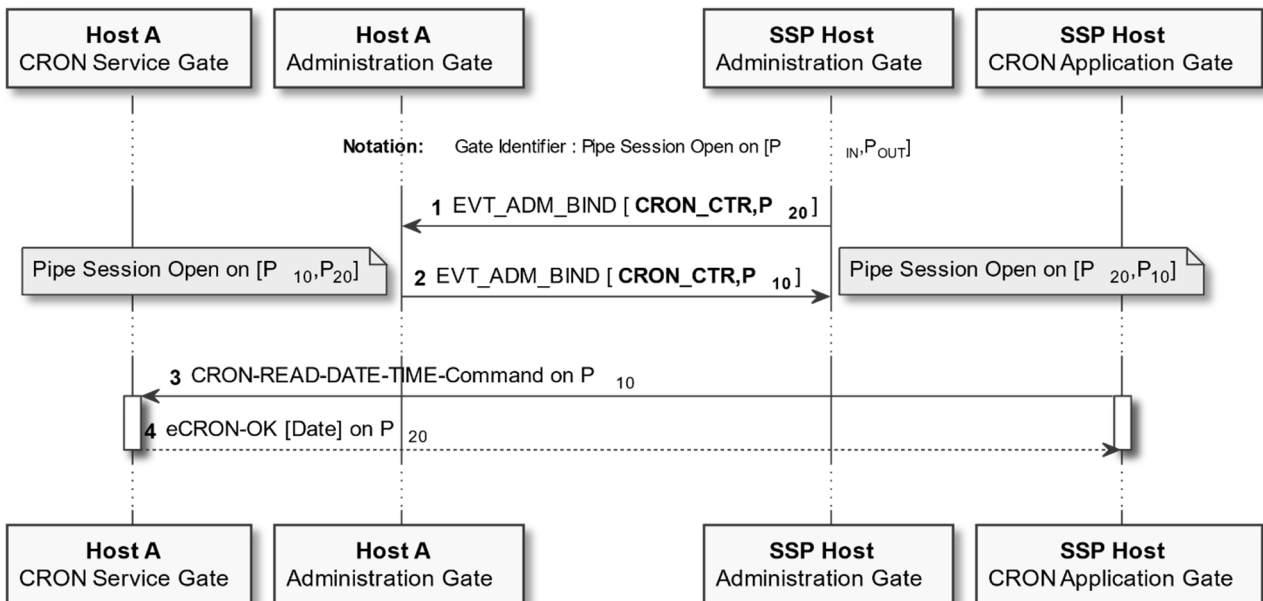 Host A
CRON Service Gate
Host A
Administration Gate
SSP Host
Administration Gate
SSP Host
CRON Application Gate
Notation: Gate Identifier : Pipe Session Open on [P IN,POUT]
1 EVT_ADM_BIND [ CRON_CTR,P 20 ]
Pipe Session Open on [P 10,P20]
2 EVT_ADM_BIND [ CRON_CTR,P 10 ]
Pipe Session Open on [P 20,P10]
3 CRON-READ-DATE-TIME-Command on P 10
4 eCRON-OK [Date] on P 20
Host A
CRON Service Gate
Host A
Administration Gate
SSP Host
Administration Gate
SSP Host
CRON Application Gate